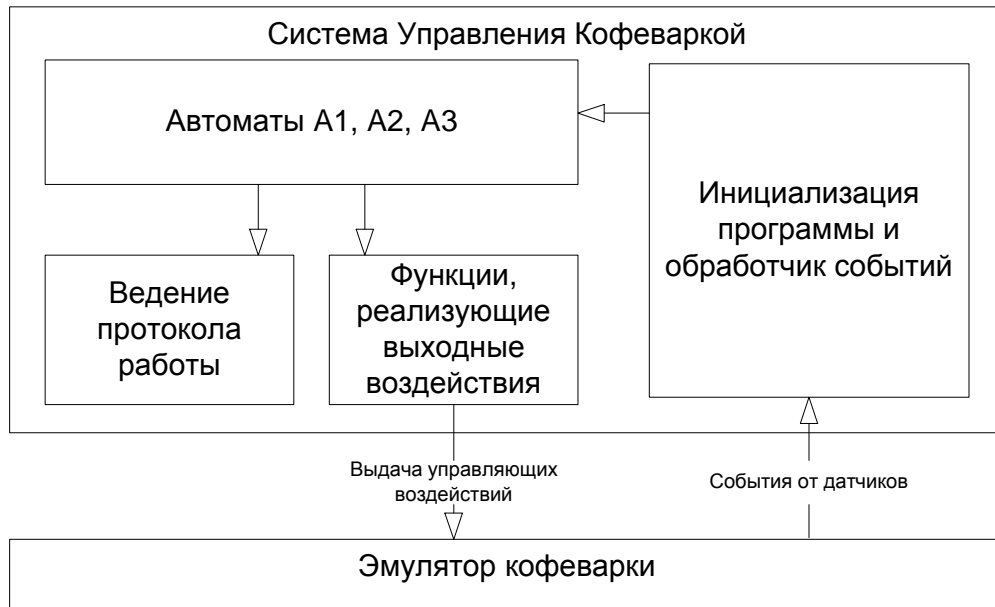 Система Управления Кофеваркой
Автоматы А1, А2, А3
Инициализация
программы и
обработчик событий
Ведение
протокола
работы
Функции,
реализующие
выходные
воздействия
Выдача управляющих
воздействий
События от датчиков
Эмулятор кофеварки